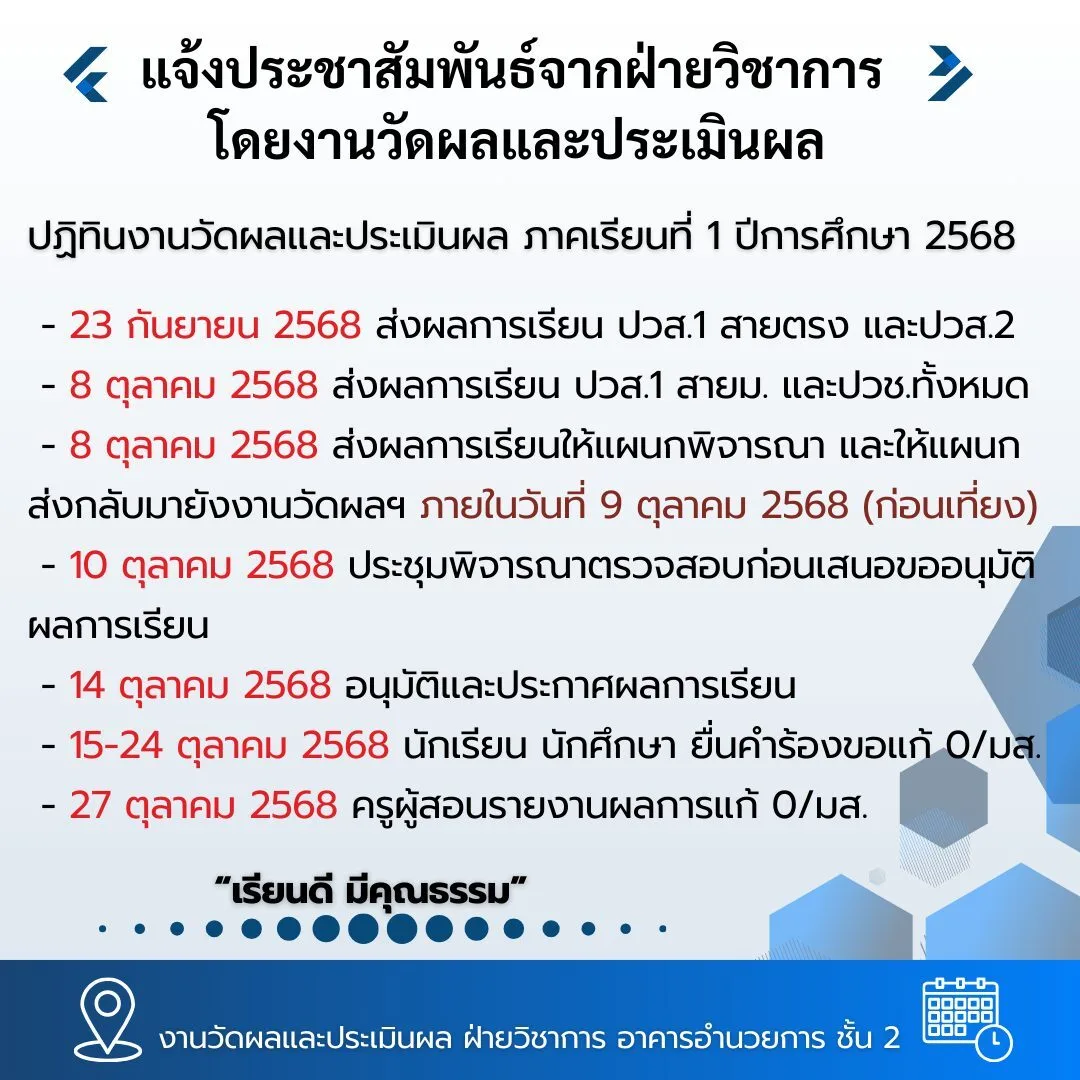 แจ้งประชาสัมพันธ์จากฝ่ายวิชาการ
โดยงานวัดผลและประเมินผล
ปฏิทินงานวัดผลและประเมินผล ภาคเรียนที่ 1 ปีการศึกษา 2568
- 23 กันยายน 2568 ส่งผลการเรียน ปวส.1 สายตรง และปวส.2
- 8 ตุลาคม 2568 ส่งผลการเรียน ปวส.1 สายม. และปวช.ทั้งหมด
- 8 ตุลาคม 2568 ส่งผลการเรียนให้แผนกพิจารณา และให้แผนก
ส่งกลับมายังงานวัดผลฯ ภายในวันที่ 9 ตุลาคม 2568 (ก่อนเที่ยง)
- 10 ตุลาคม 2568 ประชุมพิจารณาตรวจสอบก่อนเสนอขออนุมัติ
ผลการเรียน
- 14 ตุลาคม 2568 อนุมัติและประกาศผลการเรียน
- 15-24 ตุลาคม 2568 นักเรียน นักศึกษา ยื่นคำร้องขอแก้ 0/มส.
- 27 ตุลาคม 2568 ครูผู้สอนรายงานผลการแก้ 0/มส.
“เรียนดี มีคุณธรรม”
งานวัดผลและประเมินผล ฝ่ายวิชาการ อาคารอำนวยการ ชั้น 2